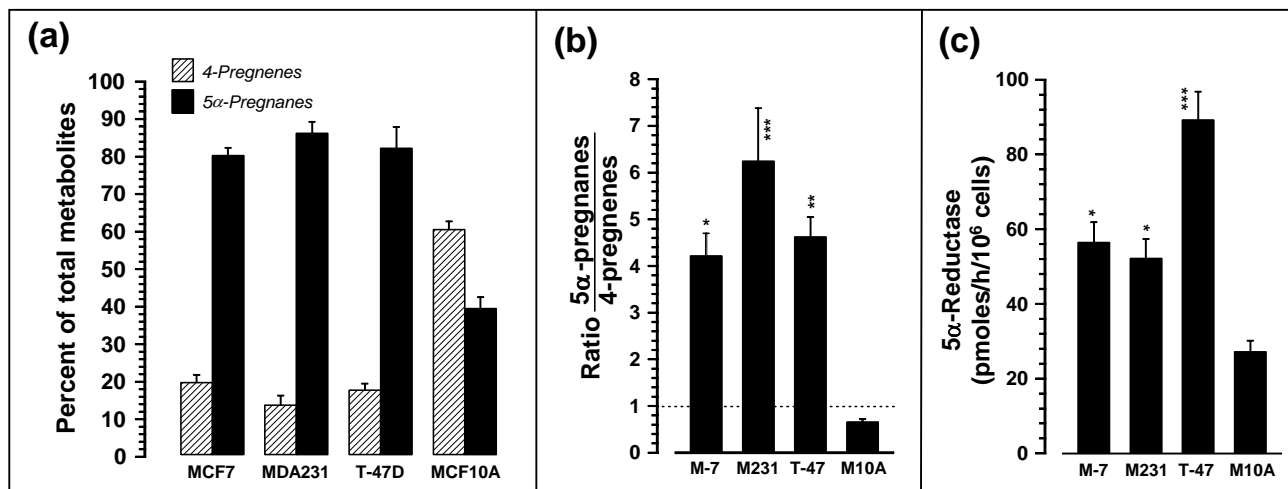 (a)
4-Pregnenes
5α-Pregnanes
Percent of total metabolites
100
90
80
70
60
50
40
30
20
10
0
MCF7 MDA231 T-47D MCF10A
(b)
Ratio 5α-pregnanes
4-pregnenes
8
7
6
5
4
3
2
1
0
*
***
**
M-7 M231 T-47 M10A
(c)
5α-Reductase
(pmoles/h/10⁶ cells)
100
80
60
40
20
0
*
*
***
M-7 M231 T-47 M10A